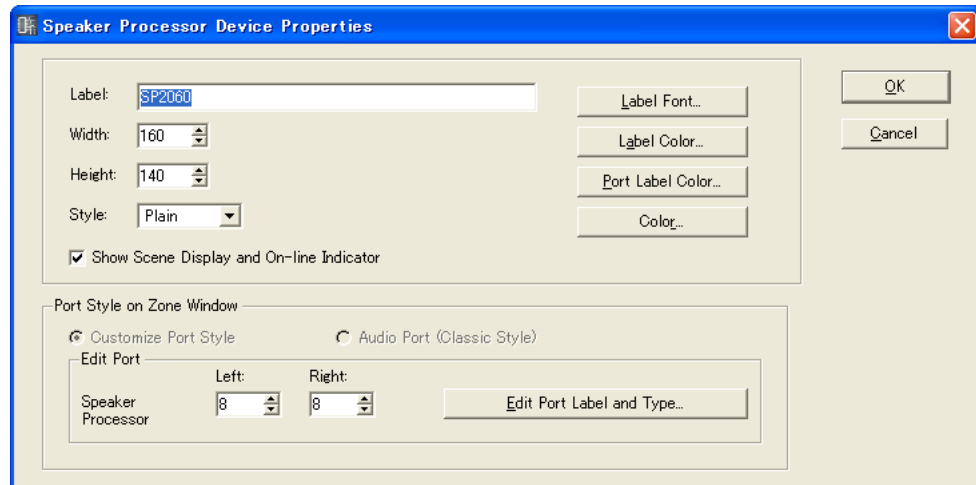 Speaker Processor Device Properties
Label: SP2060 Label Font...
OK
Width: 160 Label Color...
Cancel
Height: 140 Port Label Color...
Style: Plain Color...
Show Scene Display and On-line Indicator
Port Style on Zone Window
Customize Port Style Audio Port (Classic Style)
Edit Port
Left: Right:
Speaker Processor 8 8 Edit Port Label and Type...